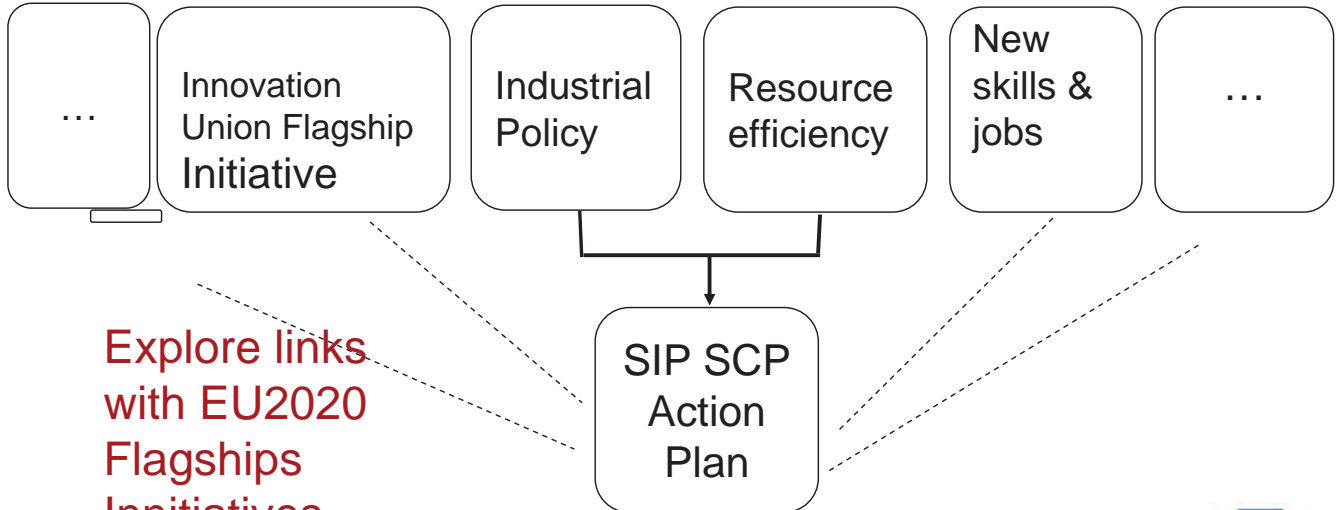 …
Innovation
Union Flagship
Initiative
Industrial
Policy
Resource
efficiency
New
skills &
jobs
…
Explore links
with EU2020
Flagships
Innitiatives
SIP SCP
Action
Plan